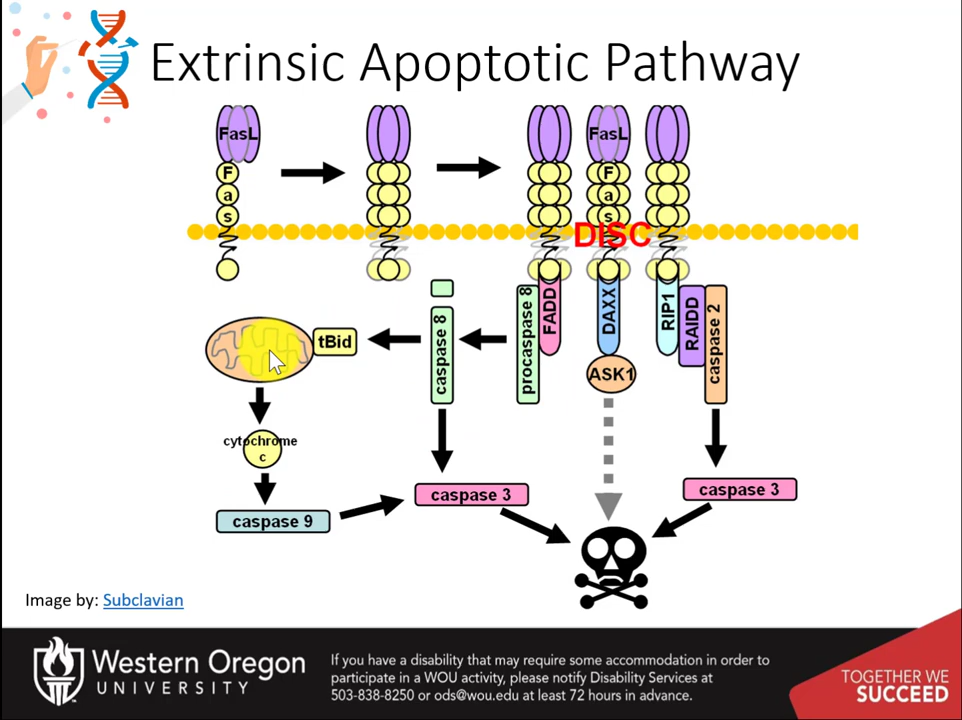 Extrinsic Apoptotic Pathway
FasL
F
a
s
FasL
F
a
s
DISC
procaspase 8
FADD
DAXX
RIP1
RAIDD
caspase 2
caspase 8
tBid
ASK1
cytochrome
c
caspase 9
caspase 3
caspase 3
Image by: Subclavian
Western Oregon
UNIVERSITY
If you have a disability that may require some accommodation in order to
participate in a WOU activity, please notify Disability Services at
503-838-8250 or ods@wou.edu at least 72 hours in advance.
TOGETHER WE
SUCCEED